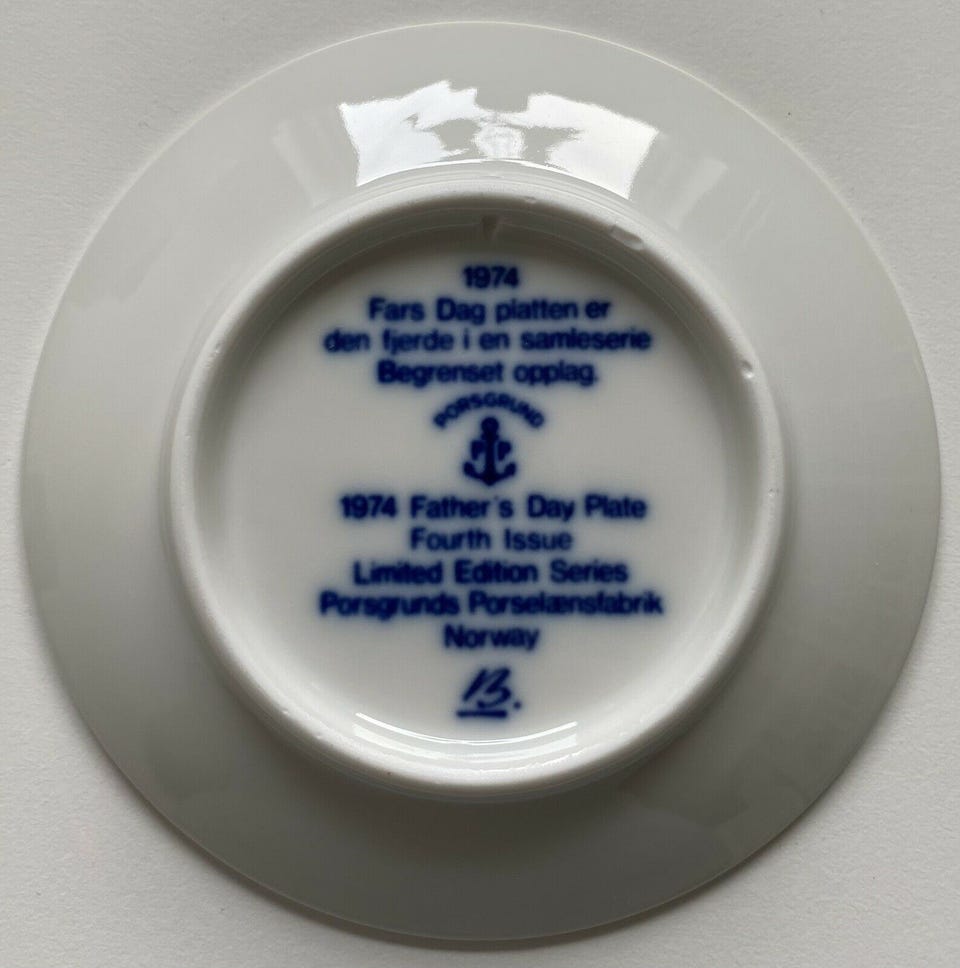 1974
Fars Dag platten er
den fjerde i en samleserie
Begrenset opplag.
PORSGRUND
P P
1974 Father's Day Plate
Fourth Issue
Limited Edition Series
Porsgrunds Porselænsfabrik
Norway
B.